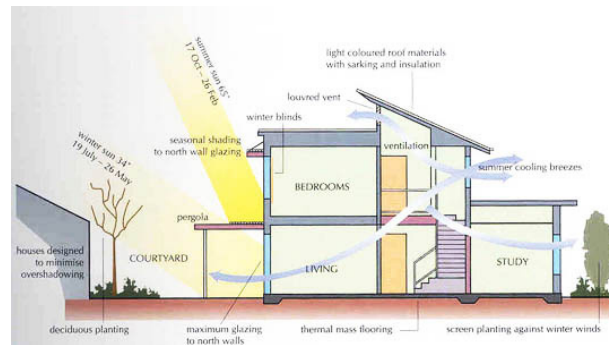 summer sun 65°
17 Oct – 26 Feb
winter sun 34°
19 July – 26 May
light coloured roof materials
with sarking and insulation
louvred vent
winter blinds
seasonal shading
to north wall glazing
ventilation
summer cooling breezes
BEDROOMS
pergola
houses designed
to minimise
overshadowing
COURTYARD
LIVING
STUDY
deciduous planting
maximum glazing
to north walls
thermal mass flooring
screen planting against winter winds